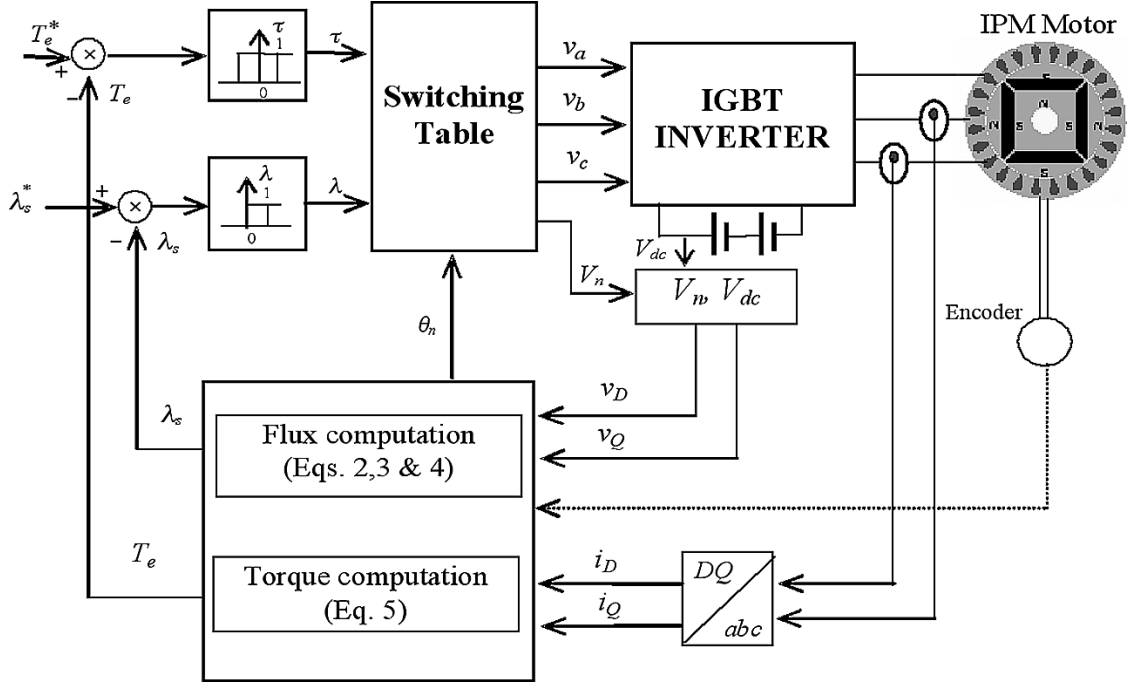 IPM Motor
T_e^*
+
−
T_e
τ
1
0
τ
v_a
Switching
Table
v_b
IGBT
INVERTER
v_c
S
N
N
S
S
N
S
λ_s^*
+
−
λ_s
λ
1
0
λ
V_dc
V_n
V_n, V_dc
Encoder
θ_n
v_D
λ_s
Flux computation
(Eqs. 2,3 & 4)
v_Q
T_e
Torque computation
(Eq. 5)
i_D
i_Q
DQ
abc